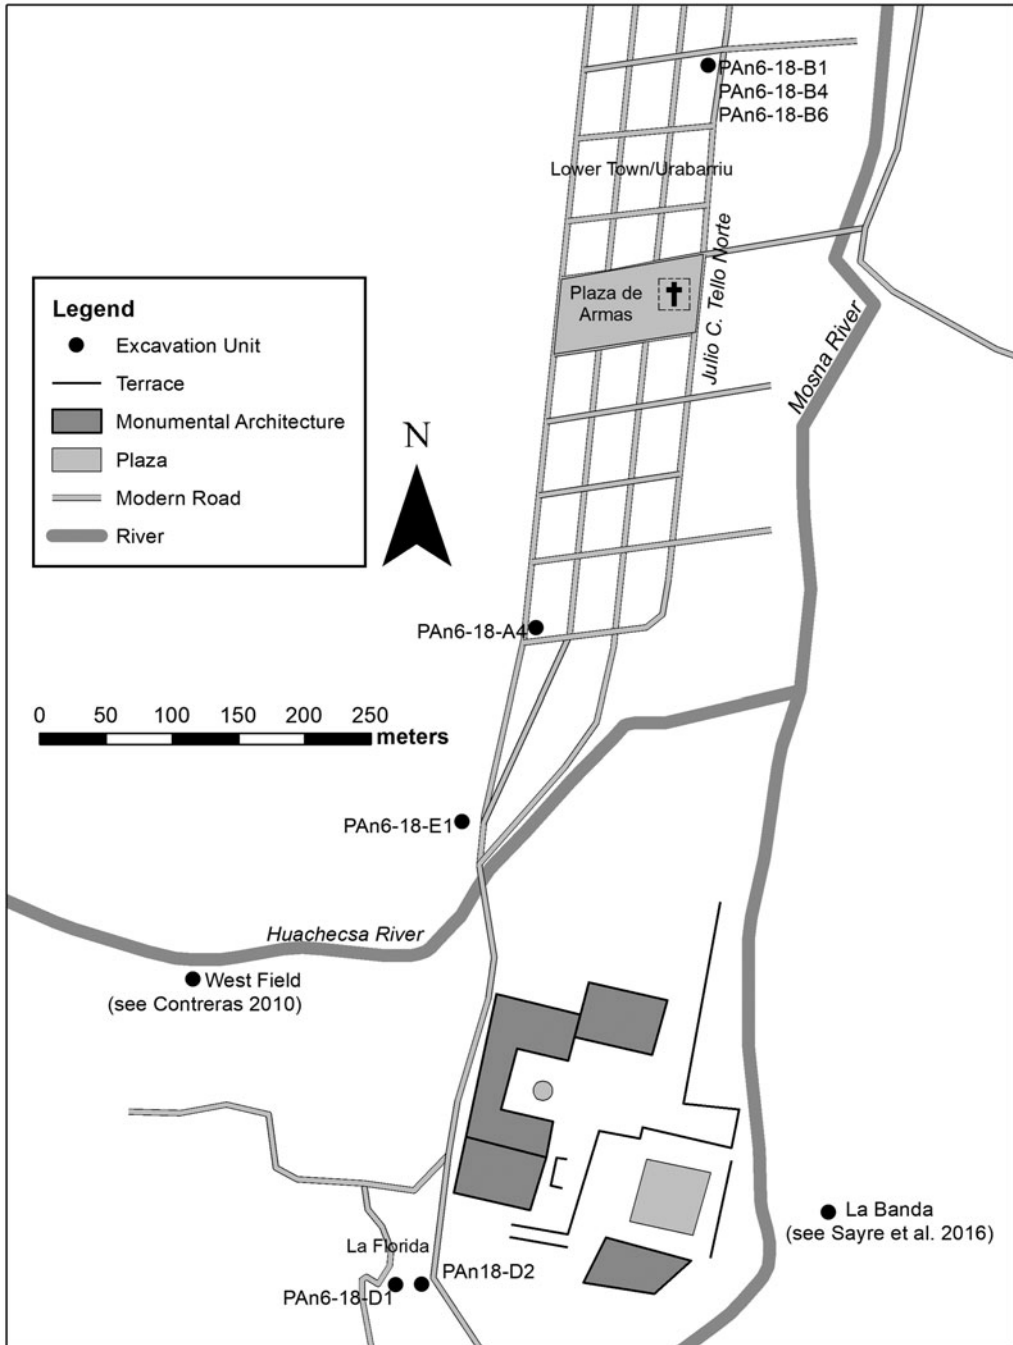 PAn6-18-B1
PAn6-18-B4
PAn6-18-B6
Lower Town/Urabarriu
Julio C. Tello Norte
Plaza de
Armas
Mosna River
Legend
Excavation Unit
Terrace
Monumental Architecture
Plaza
Modern Road
River
N
PAn6-18-A4
0 50 100 150 200 250
meters
PAn6-18-E1
Huachecsa River
West Field
(see Contreras 2010)
La Banda
(see Sayre et al. 2016)
La Florida
PAn18-D2
PAn6-18-D1